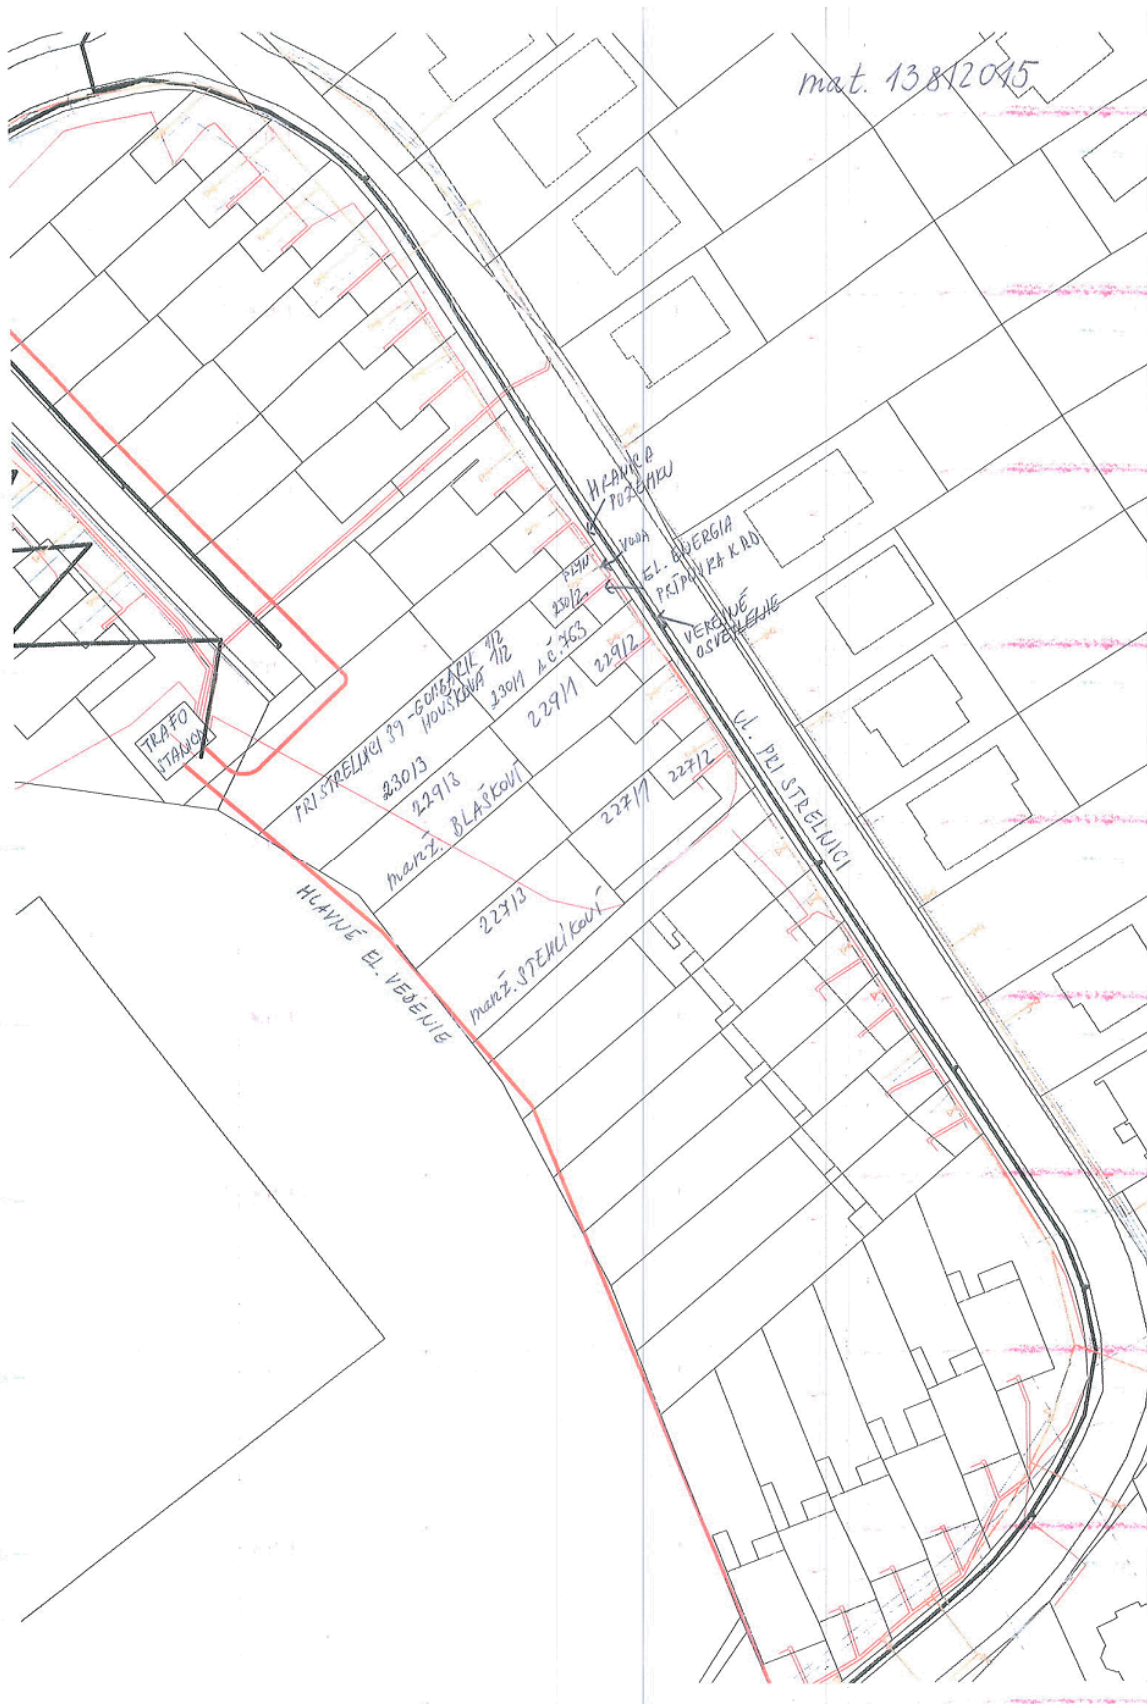 mat. 138/2015
HRANICA
POZEMKU
VODA
PLYN
EL. ENERGIA
PRÍPOJKA K RD
VEREJNÉ
OSVETLENIE
230/2
PRI STRELNICI 39 - GOMBARIK 1/2
HOUŠKOVÁ 1/2
230/1 s.č. 763
229/2
229/1
230/3
229/3
manž. BLAŠKOVÍ
227/2
227/1
UL. PRI STRELNICI
TRAFO
STANICA
227/3
manž. STEHLÍKOVÍ
HLAVNÉ EL. VEDENIE